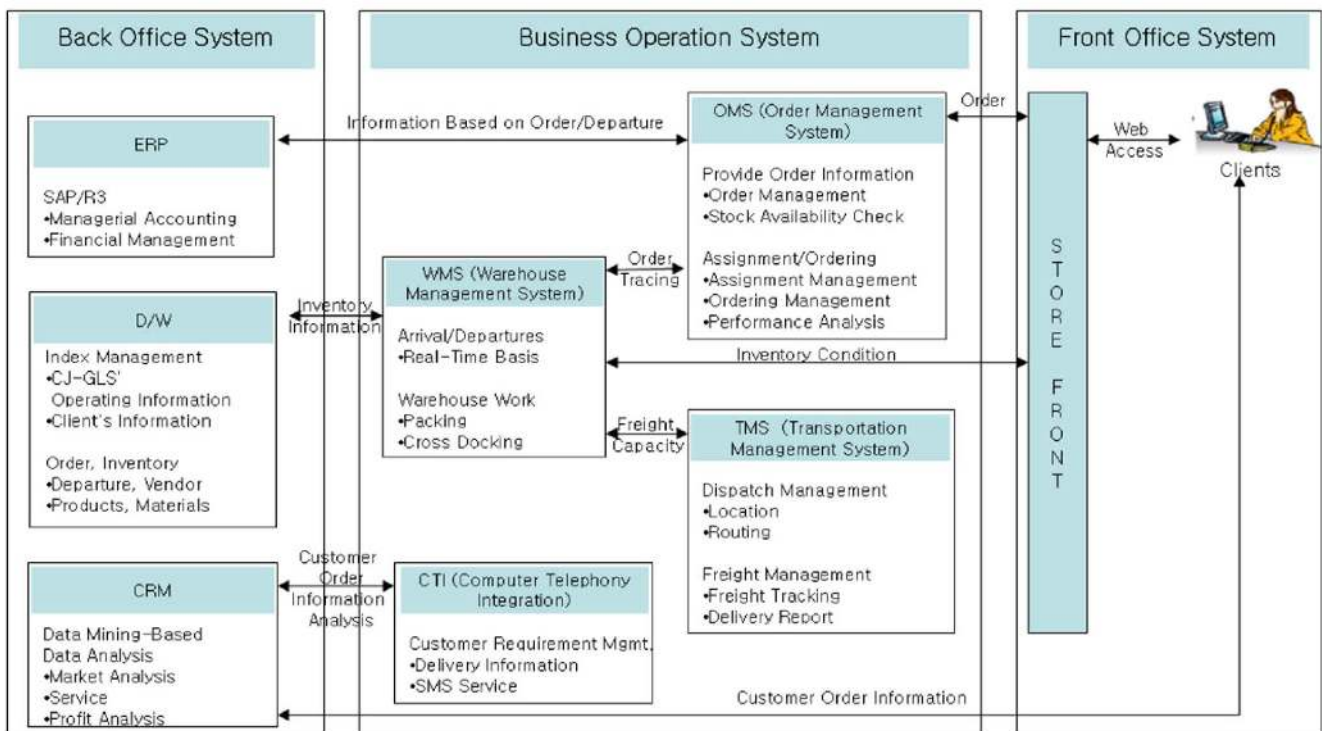 Back Office System
Business Operation System
Front Office System
ERP
SAP/R3
•Managerial Accounting
•Financial Management
D/W
Index Management
•CJ-GLS'
Operating Information
•Client's Information
Order, Inventory
•Departure, Vendor
•Products, Materials
CRM
Data Mining-Based
Data Analysis
•Market Analysis
•Service
•Profit Analysis
Information Based on Order/Departure
Inventory
Information
Customer
Order
Information
Analysis
WMS (Warehouse
Management System)
Arrival/Departures
•Real-Time Basis
Warehouse Work
•Packing
•Cross Docking
CTI (Computer Telephony
Integration)
Customer Requirement Mgmt.
•Delivery Information
•SMS Service
Order
Tracing
Freight
Capacity
OMS (Order Management
System)
Provide Order Information
•Order Management
•Stock Availability Check
Assignment/Ordering
•Assignment Management
•Ordering Management
•Performance Analysis
Inventory Condition
TMS (Transportation
Management System)
Dispatch Management
•Location
•Routing
Freight Management
•Freight Tracking
•Delivery Report
Customer Order Information
Order
STORE FRONT
Web
Access
Clients